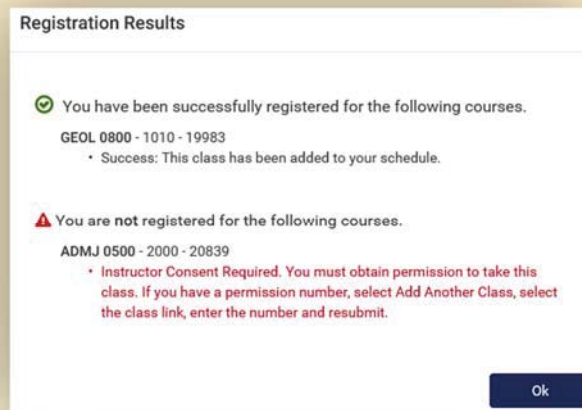 Registration Results
You have been successfully registered for the following courses.
GEOL 0800 - 1010 - 19983
• Success: This class has been added to your schedule.
You are not registered for the following courses.
ADMJ 0500 - 2000 - 20839
• Instructor Consent Required. You must obtain permission to take this
class. If you have a permission number, select Add Another Class, select
the class link, enter the number and resubmit.
Ok